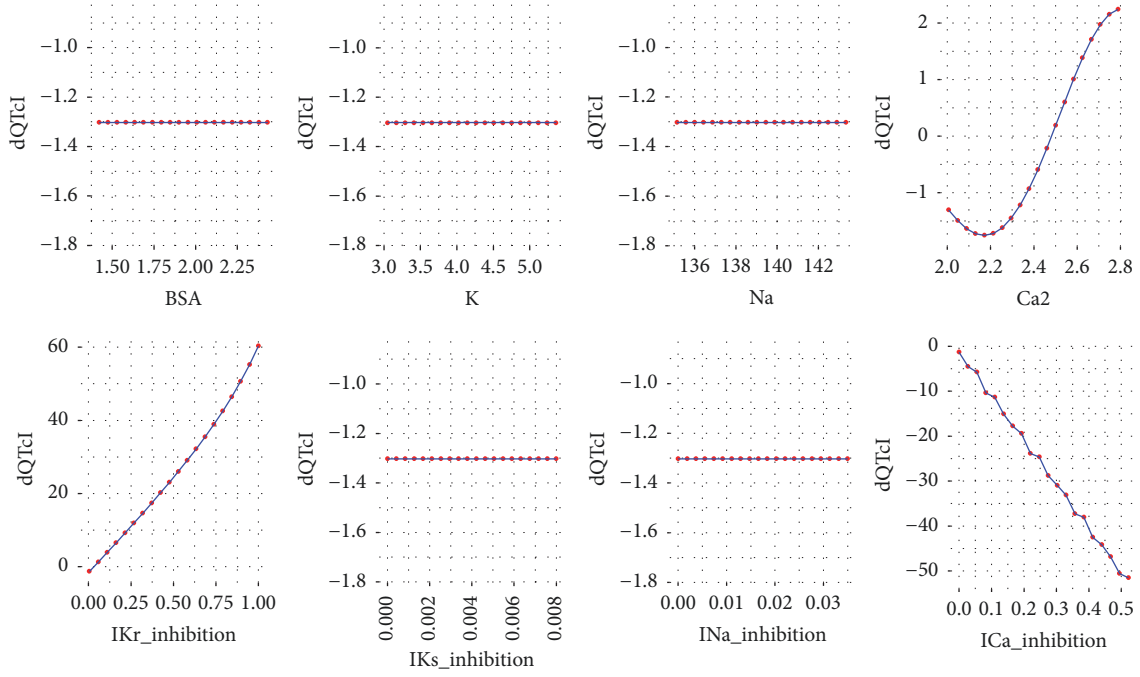 dQTcI
−1.0
−1.2
−1.4
−1.6
−1.8
1.50 1.75 2.00 2.25
BSA
dQTcI
−1.0
−1.2
−1.4
−1.6
−1.8
3.0 3.5 4.0 4.5 5.0
K
dQTcI
−1.0
−1.2
−1.4
−1.6
−1.8
136 138 140 142
Na
dQTcI
2
1
0
−1
2.0 2.2 2.4 2.6 2.8
Ca2
dQTcI
60
40
20
0
0.00 0.25 0.50 0.75 1.00
IKr_inhibition
dQTcI
−1.0
−1.2
−1.4
−1.6
−1.8
0.000 0.002 0.004 0.006 0.008
IKs_inhibition
dQTcI
−1.0
−1.2
−1.4
−1.6
−1.8
0.00 0.01 0.02 0.03
INa_inhibition
dQTcI
0
−10
−20
−30
−40
−50
0.0 0.1 0.2 0.3 0.4 0.5
ICa_inhibition